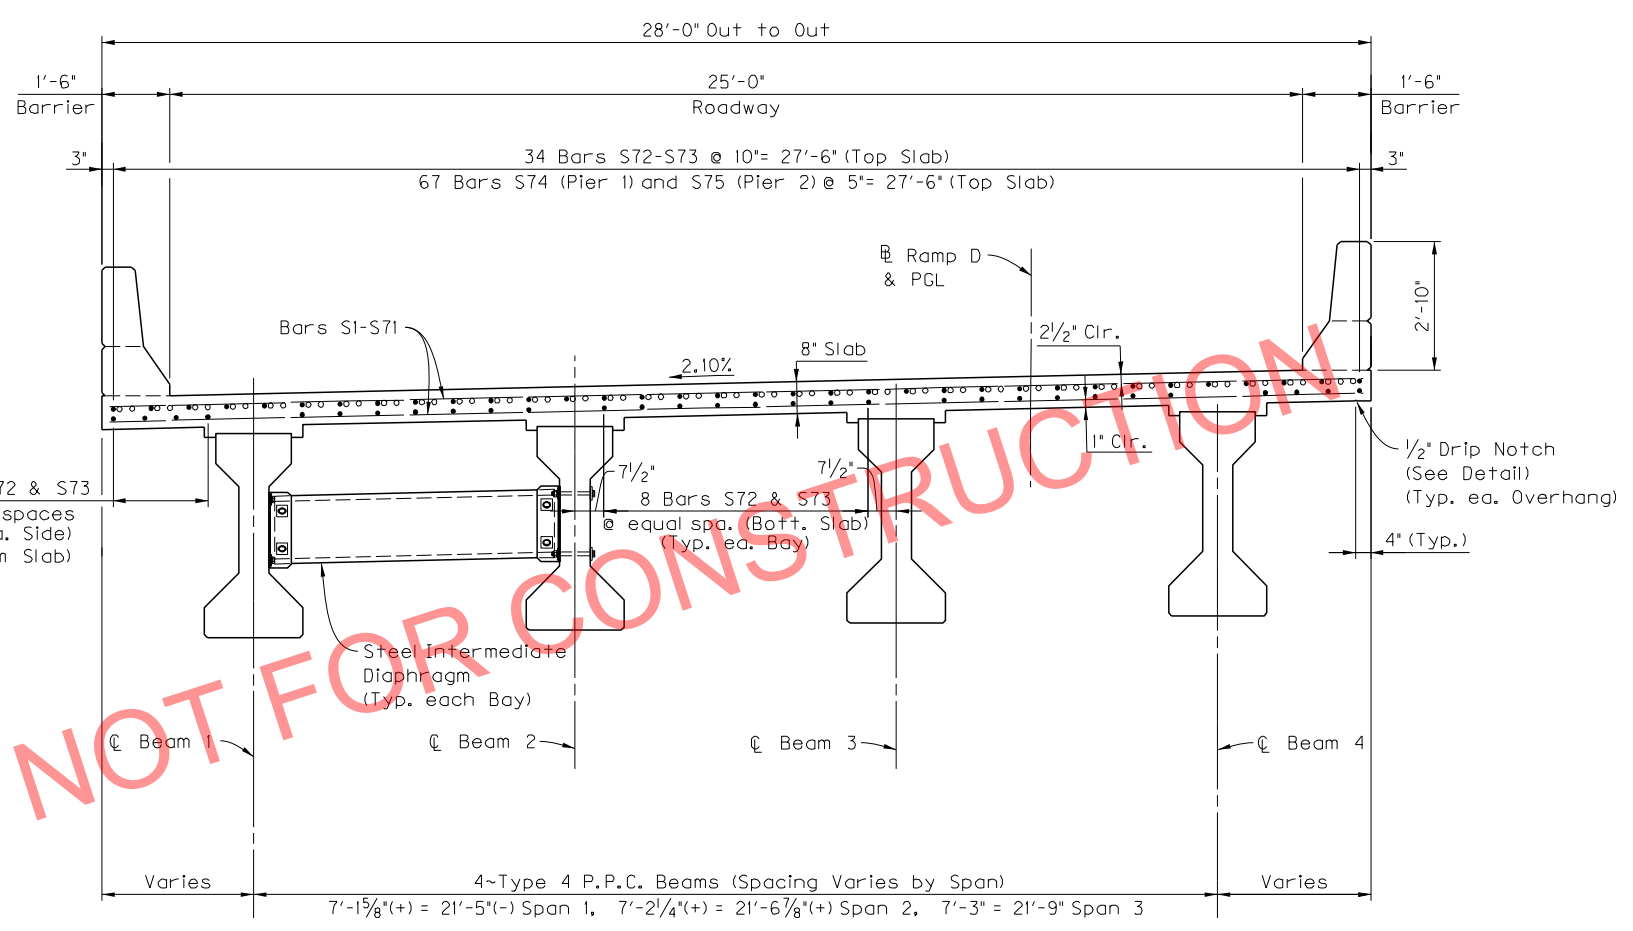 28'-0" Out to Out
1'-6"
Barrier
25'-0"
Roadway
1'-6"
Barrier
3"
34 Bars S72-S73 @ 10"= 27'-6" (Top Slab)
3"
67 Bars S74 (Pier 1) and S75 (Pier 2) @ 5"= 27'-6" (Top Slab)
℄ Ramp D
& PGL
2'-10"
Bars S1-S71
2½" Clr.
8" Slab
2.10%
1" Clr.
½" Drip Notch
(See Detail)
(Typ. ea. Overhang)
7½"
7½"
72 & S73
spaces
a. Side)
m Slab)
8 Bars S72 & S73
@ equal spa. (Bott. Slab)
(Typ. ea. Bay)
4" (Typ.)
Steel Intermediate
Diaphragm
(Typ. each Bay)
NOT FOR CONSTRUCTION
℄ Beam 1
℄ Beam 2
℄ Beam 3
℄ Beam 4
Varies
4~Type 4 P.P.C. Beams (Spacing Varies by Span)
Varies
7'-1⅝"(+) = 21'-5"(-) Span 1, 7'-2¼"(+) = 21'-6⅞"(+) Span 2, 7'-3" = 21'-9" Span 3